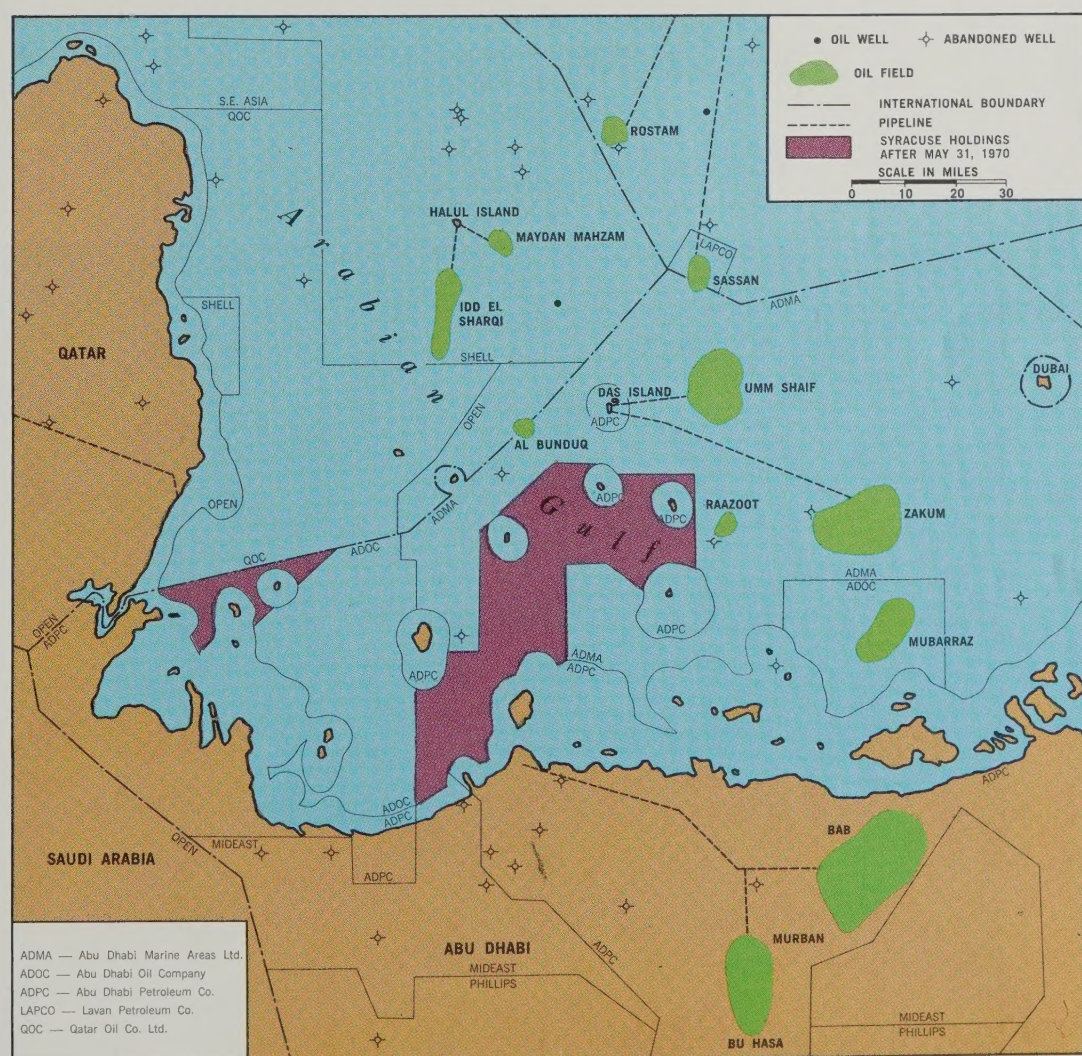 OIL WELL
ABANDONED WELL
OIL FIELD
INTERNATIONAL BOUNDARY
PIPELINE
SYRACUSE HOLDINGS
AFTER MAY 31, 1970
SCALE IN MILES
0 10 20 30
S.E. ASIA
QOC
ROSTAM
HALUL ISLAND
MAYDAN MAHZAM
LAPCO
SASSAN
ADMA
Arabian
SHELL
IDD EL
SHARQI
QATAR
SHELL
DAS ISLAND
ADPC
UMM SHAIF
DUBAI
OPEN
AL BUNDUQ
ADMA
Gulf
ADPC
ADPC
RAAZOOT
ZAKUM
OPEN
QOC
ADOC
ADMA
ADOC
OPEN
ADPC
ADPC
ADPC
MUBARRAZ
ADMA
ADPC
ADOC
ADPC
ADPC
MIDEAST
OPEN
SAUDI ARABIA
ADPC
BAB
MURBAN
ABU DHABI
ADPC
MIDEAST
PHILLIPS
MIDEAST
PHILLIPS
BU HASA
ADMA — Abu Dhabi Marine Areas Ltd.
ADOC — Abu Dhabi Oil Company
ADPC — Abu Dhabi Petroleum Co.
LAPCO — Lavan Petroleum Co.
QOC — Qatar Oil Co. Ltd.